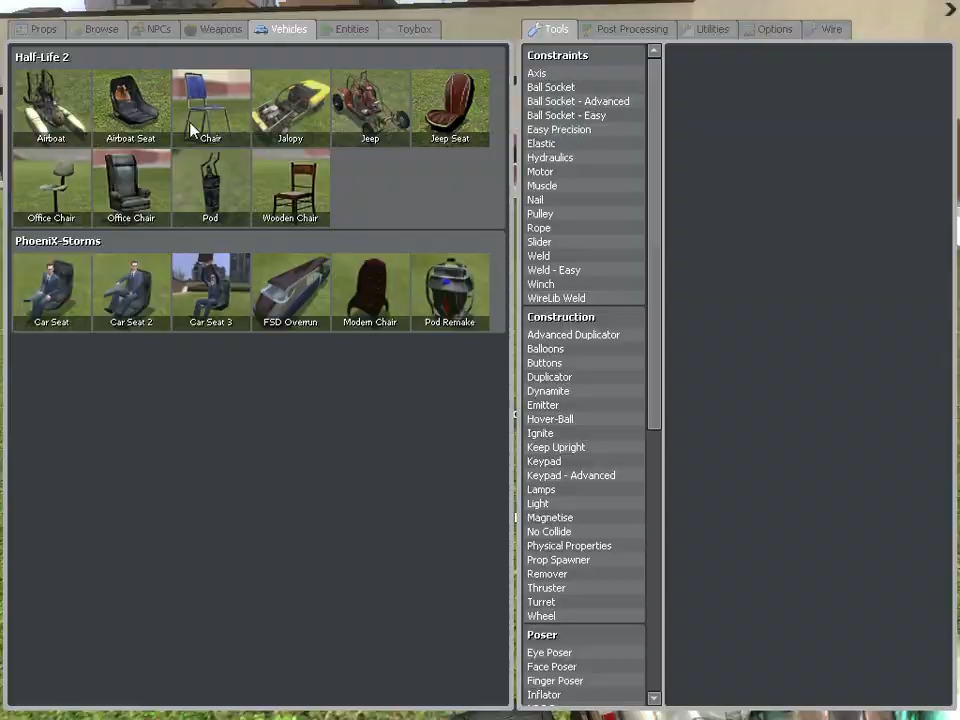 Props Browse NPCs Weapons Vehicles Entities Toybox
Half-Life 2
Airboat Airboat Seat Chair Jalopy Jeep Jeep Seat
Office Chair Office Chair Pod Wooden Chair
PhoeniX-Storms
Car Seat Car Seat 2 Car Seat 3 FSD Overrun Modern Chair Pod Remake
Tools Post Processing Utilities Options Wire
Constraints
Axis
Ball Socket
Ball Socket - Advanced
Ball Socket - Easy
Easy Precision
Elastic
Hydraulics
Motor
Muscle
Nail
Pulley
Rope
Slider
Weld
Weld - Easy
Winch
WireLib Weld
Construction
Advanced Duplicator
Balloons
Buttons
Duplicator
Dynamite
Emitter
Hover-Ball
Ignite
Keep Upright
Keypad
Keypad - Advanced
Lamps
Light
Magnetise
No Collide
Physical Properties
Prop Spawner
Remover
Thruster
Turret
Wheel
Poser
Eye Poser
Face Poser
Finger Poser
Inflator